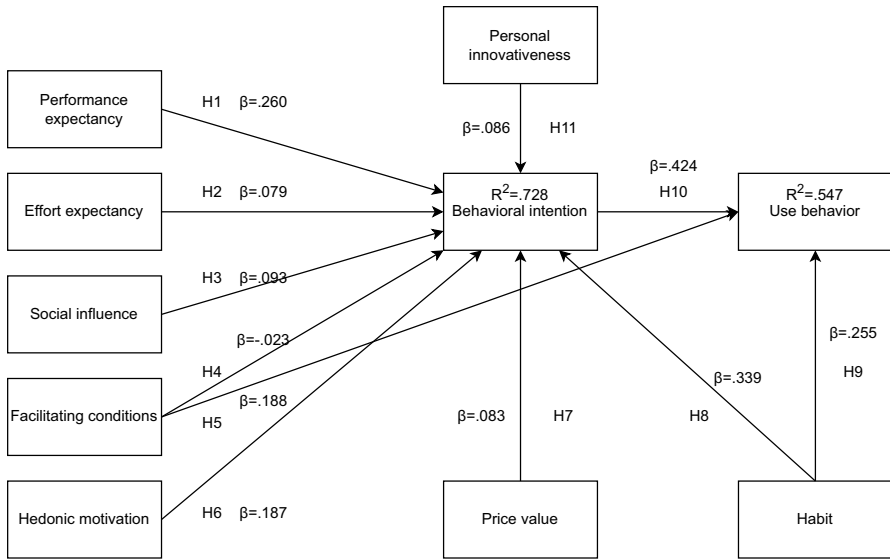 Personal
innovativeness
Performance
expectancy
H1 β=.260
β=.086 H11
β=.424
Effort expectancy
H2 β=.079
R²=.728
Behavioral intention
H10
R²=.547
Use behavior
Social influence
H3 β=.093
β=-.023
H4
Facilitating conditions
β=.188
H5
β=.083 H7
β=.339
H8
β=.255
H9
Hedonic motivation
H6 β=.187
Price value
Habit